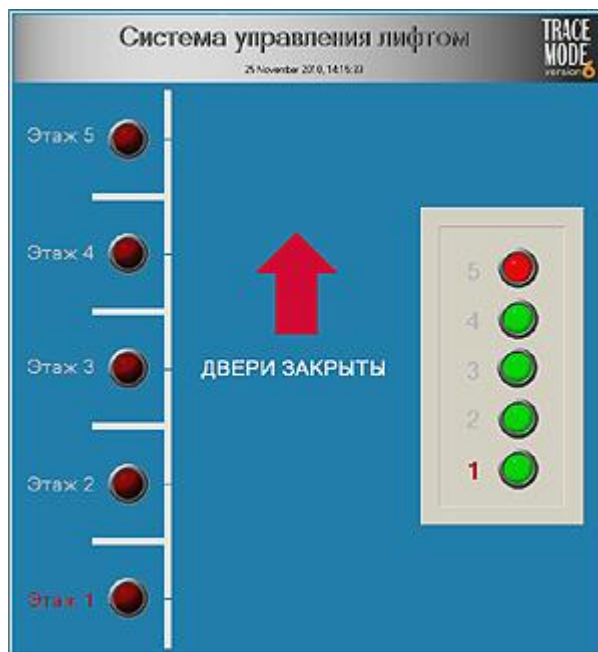 Система управления лифтом
25 November 2010, 14:15:33
TRACE
MODE
version 6
Этаж 5
Этаж 4
Этаж 3
Этаж 2
Этаж 1
ДВЕРИ ЗАКРЫТЫ
5
4
3
2
1